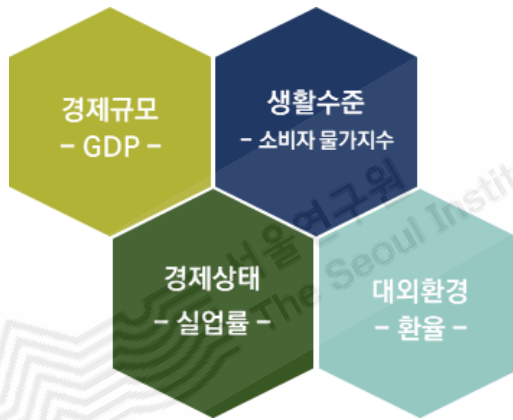 경제규모
– GDP –
생활수준
– 소비자 물가지수
경제상태
– 실업률 –
대외환경
– 환율 –
서울연구원
The Seoul Instit